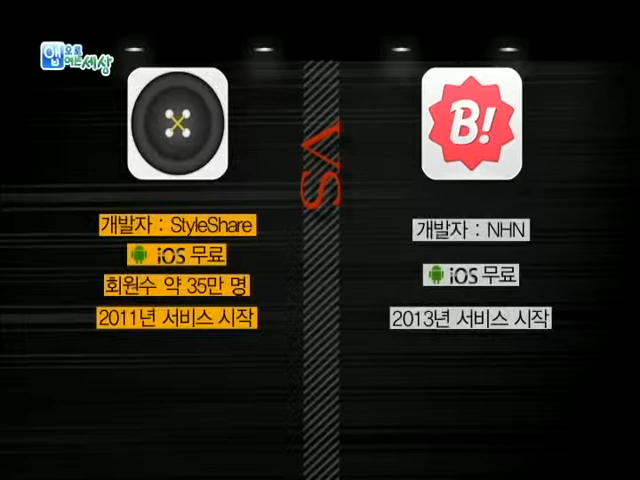 앱으로
여는 세상
B!
VS
개발자 : StyleShare
iOS 무료
회원수 약 35만 명
2011년 서비스 시작
개발자 : NHN
iOS 무료
2013년 서비스 시작